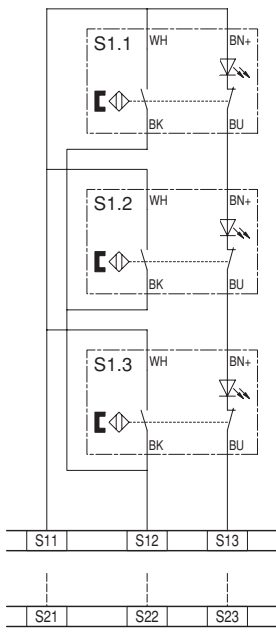 S1.1 WH BN+
BK BU
S1.2 WH BN+
BK BU
S1.3 WH BN+
BK BU
S11 S12 S13
S21 S22 S23